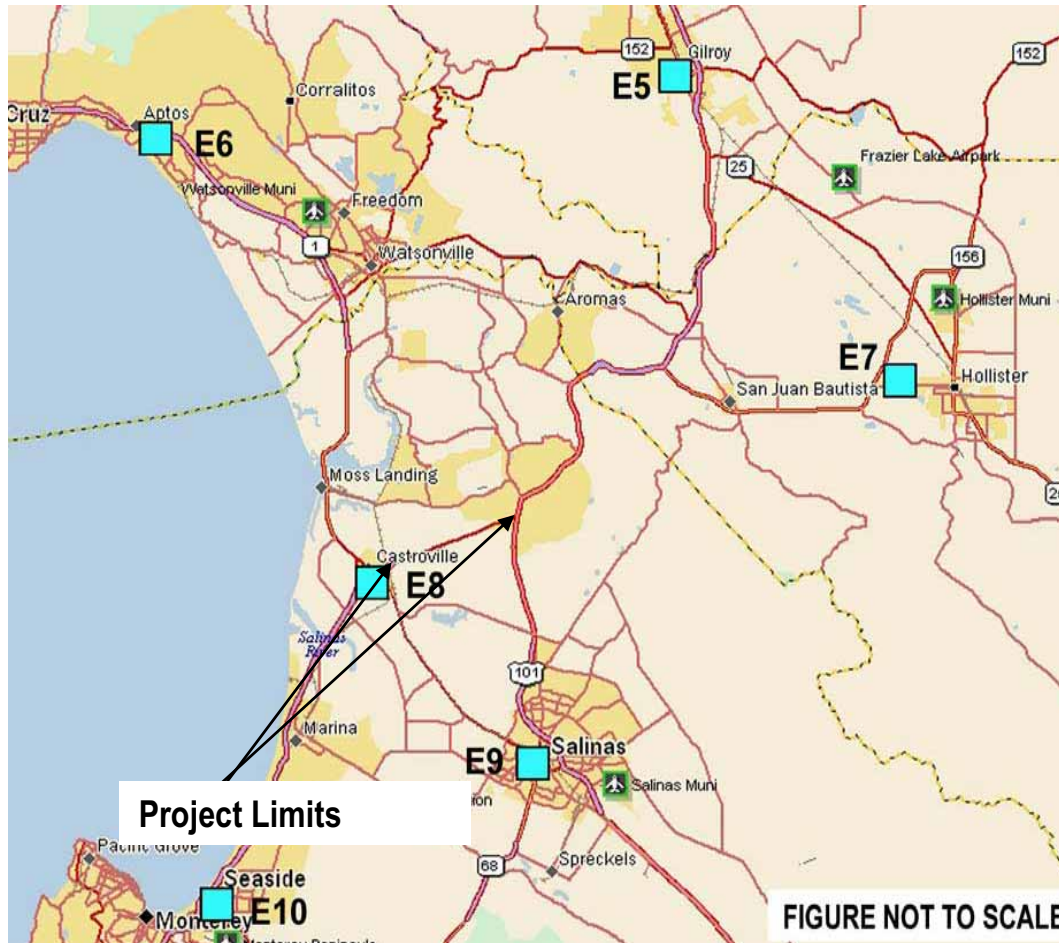 152
Gilroy
152
E5
Corralitos
Cruz
Aptos
E6
25
Frazier Lake Airpark
Watsonville Muni
Freedom
1
Watsonville
156
Aromas
Hollister Muni
E7
Hollister
San Juan Bautista
Moss Landing
Castroville
E8
Salinas
River
101
Marina
E9
Salinas
Salinas Muni
Project Limits
ion
Pacific Grove
68
Spreckels
Seaside
E10
Monterey
FIGURE NOT TO SCALE